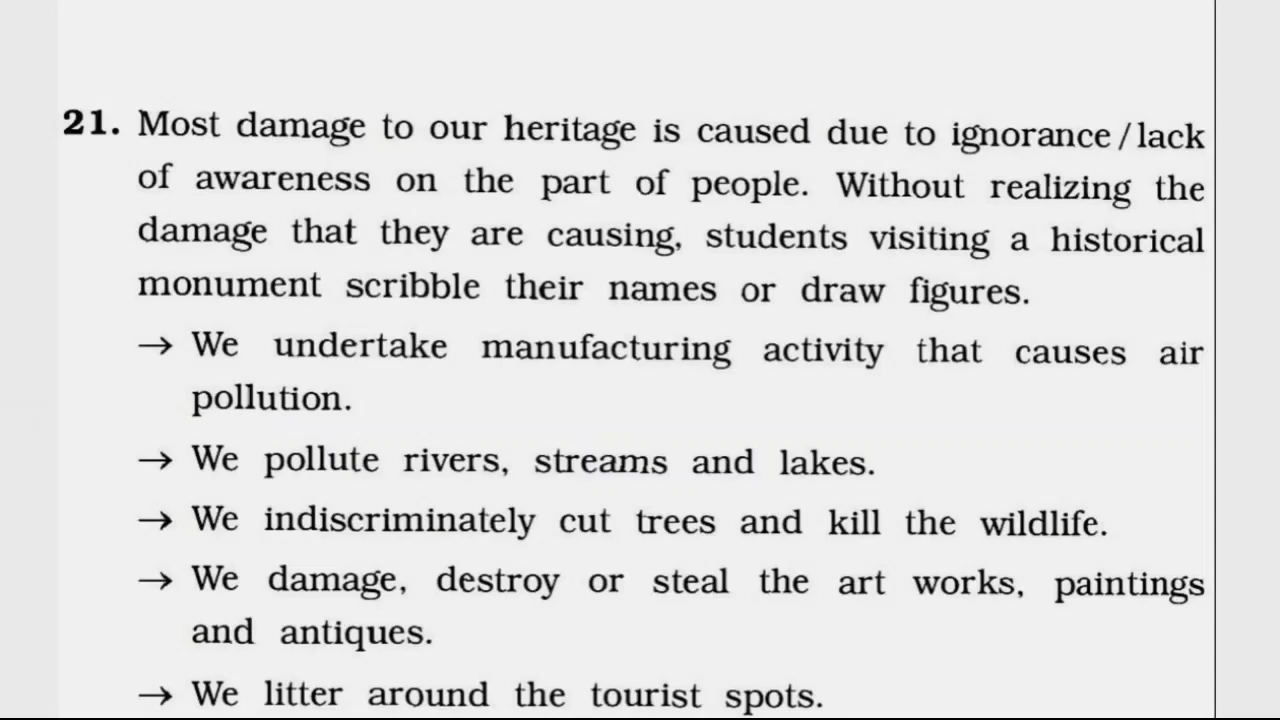 21. Most damage to our heritage is caused due to ignorance/lack
of awareness on the part of people. Without realizing the
damage that they are causing, students visiting a historical
monument scribble their names or draw figures.
→ We undertake manufacturing activity that causes air
pollution.
→ We pollute rivers, streams and lakes.
→ We indiscriminately cut trees and kill the wildlife.
→ We damage, destroy or steal the art works, paintings
and antiques.
→ We litter around the tourist spots.